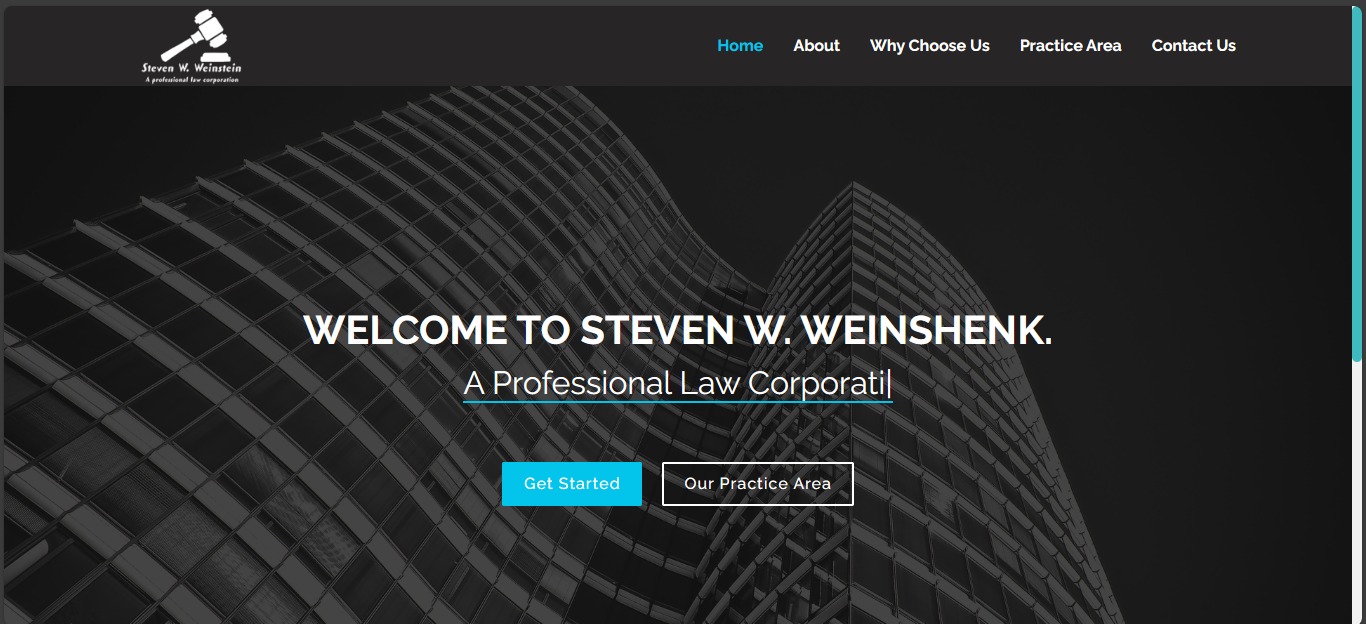 Steven W. Weinstein
A professional law corporation
Home About Why Choose Us Practice Area Contact Us
WELCOME TO STEVEN W. WEINSHENK.
A Professional Law Corporati|
Get Started Our Practice Area